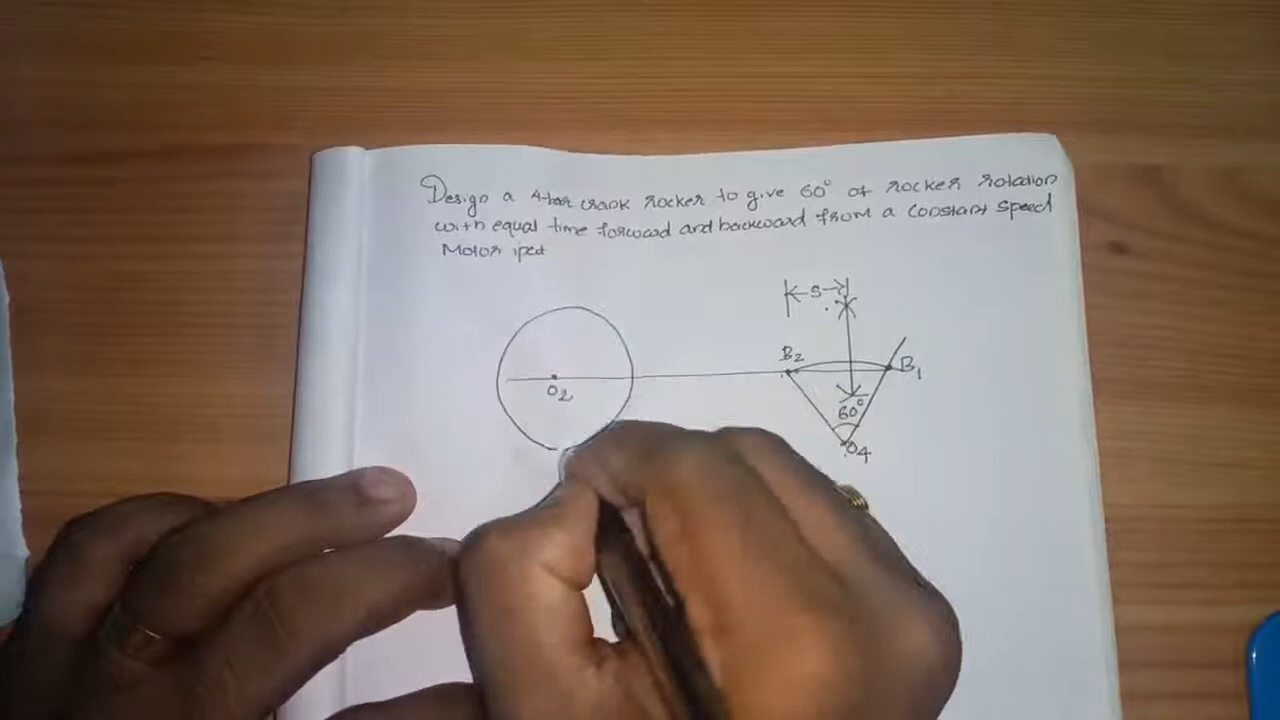 Design a 4-bar crank rocker to give 60° of rocker rotation
with equal time forward and backward from a constant speed
Motor iput
S
B2
B1
O2
60°
O4